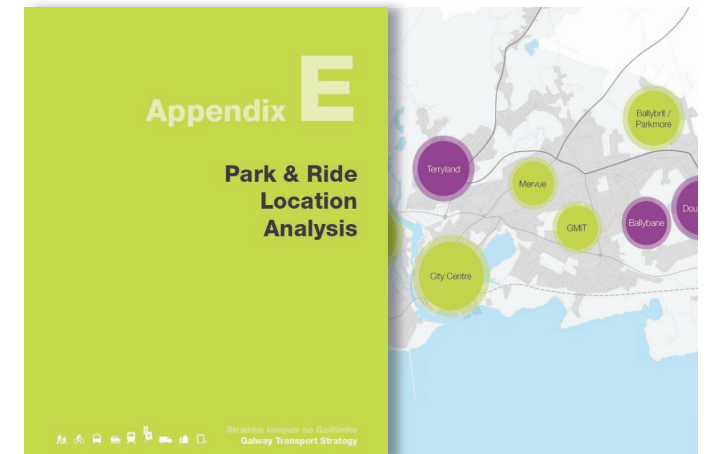 Appendix E
Park & Ride
Location
Analysis
Straitéis Iompair na Gaillimhe
Galway Transport Strategy
Ballybrit /
Parkmore
Terryland
Mervue
GMIT
Ballybane
Dou
City Centre